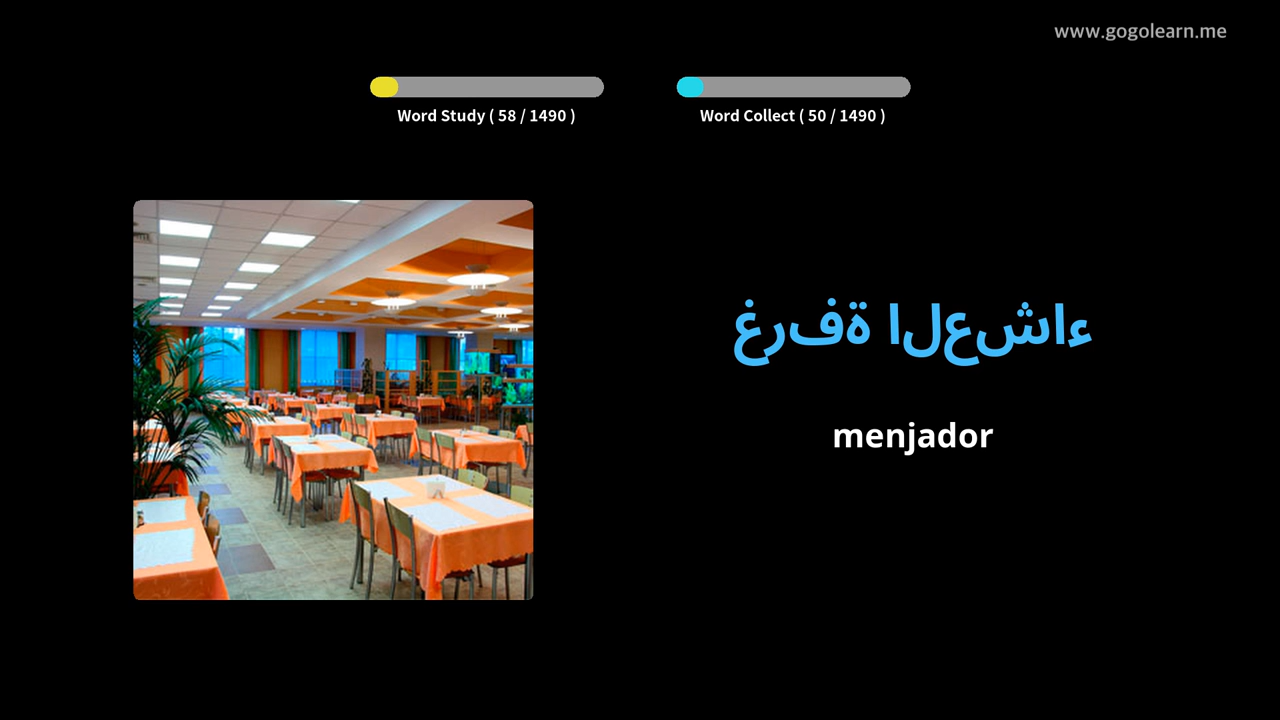 www.gogolearn.me
Word Study ( 58 / 1490 )
Word Collect ( 50 / 1490 )
غرفة العشاء
menjador